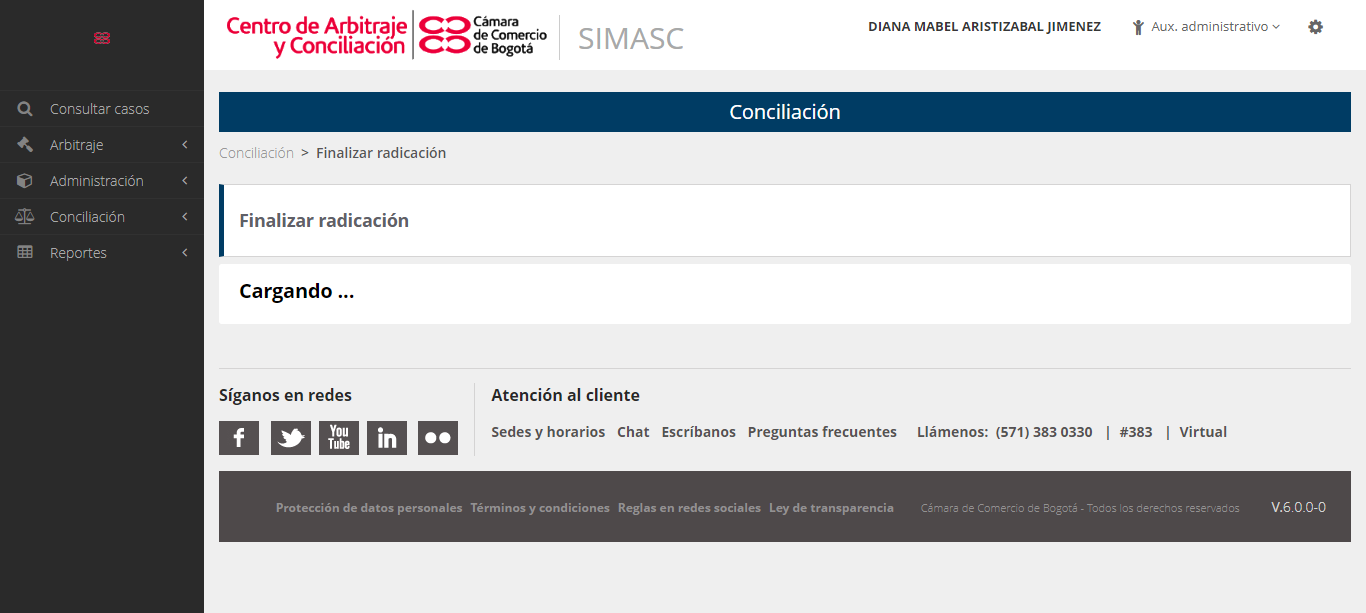 Centro de Arbitraje
y Conciliación
Cámara
de Comercio
de Bogotá
SIMASC
DIANA MABEL ARISTIZABAL JIMENEZ
Aux. administrativo
Consultar casos
Arbitraje
Administración
Conciliación
Reportes
Conciliación
Conciliación > Finalizar radicación
Finalizar radicación
Cargando ...
Síganos en redes
f
You
Tube
in
Atención al cliente
Sedes y horarios Chat Escríbanos Preguntas frecuentes Llámenos: (571) 383 0330 | #383 | Virtual
Protección de datos personales Términos y condiciones Reglas en redes sociales Ley de transparencia Cámara de Comercio de Bogotá - Todos los derechos reservados V.6.0.0-0